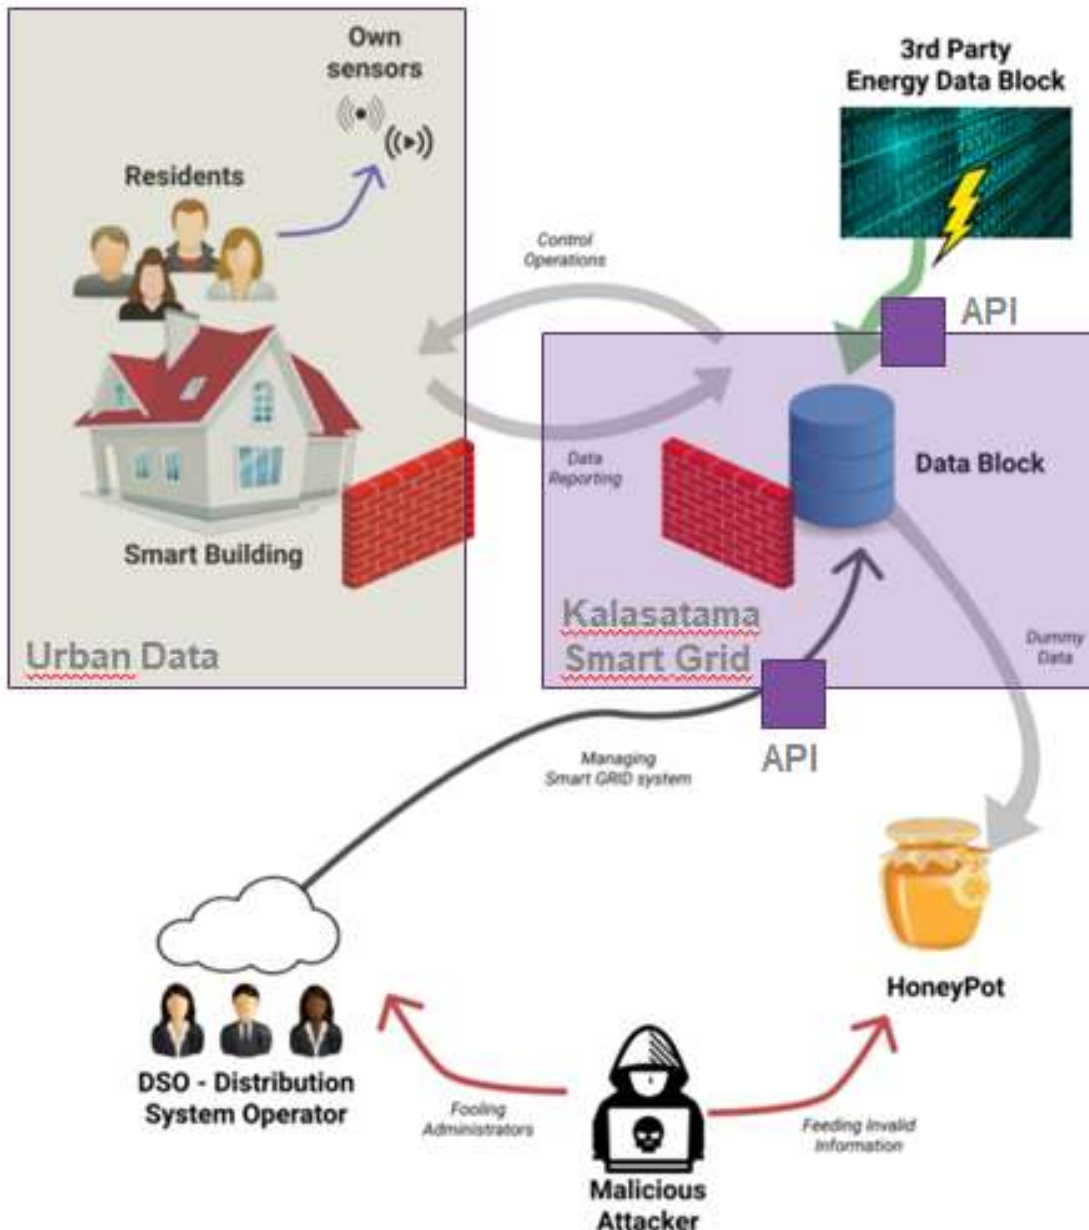 Own
sensors
3rd Party
Energy Data Block
Residents
Control
Operations
API
Data
Reporting
Data Block
Smart Building
Kalasatama
Smart Grid
Urban Data
Dummy
Data
Managing
Smart GRID system
API
HoneyPot
DSO - Distribution
System Operator
Fooling
Administrators
Feeding Invalid
Information
Malicious
Attacker